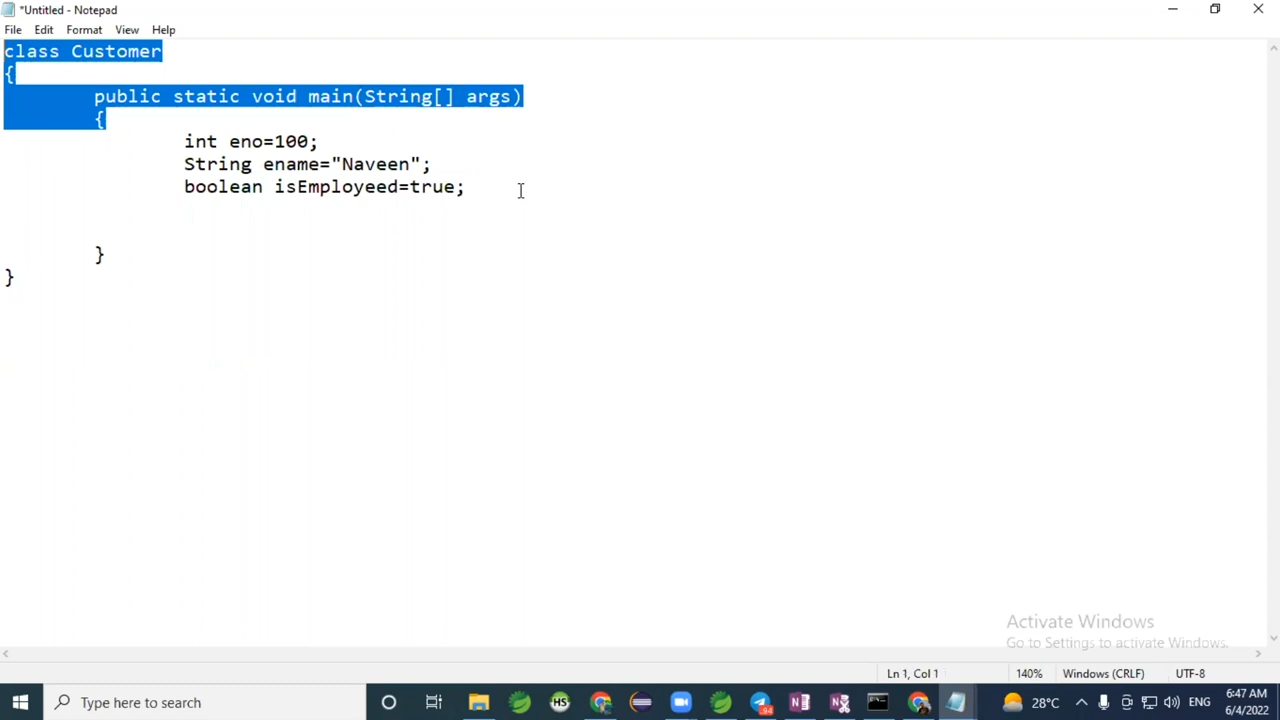 *Untitled - Notepad
File Edit Format View Help
class Customer
{
public static void main(String[] args)
{
int eno=100;
String ename="Naveen";
boolean isEmployeed=true;
}
}
Activate Windows
Go to Settings to activate Windows.
Ln 1, Col 1 140% Windows (CRLF) UTF-8
Type here to search HS 94 28°C ENG 6:47 AM
6/4/2022